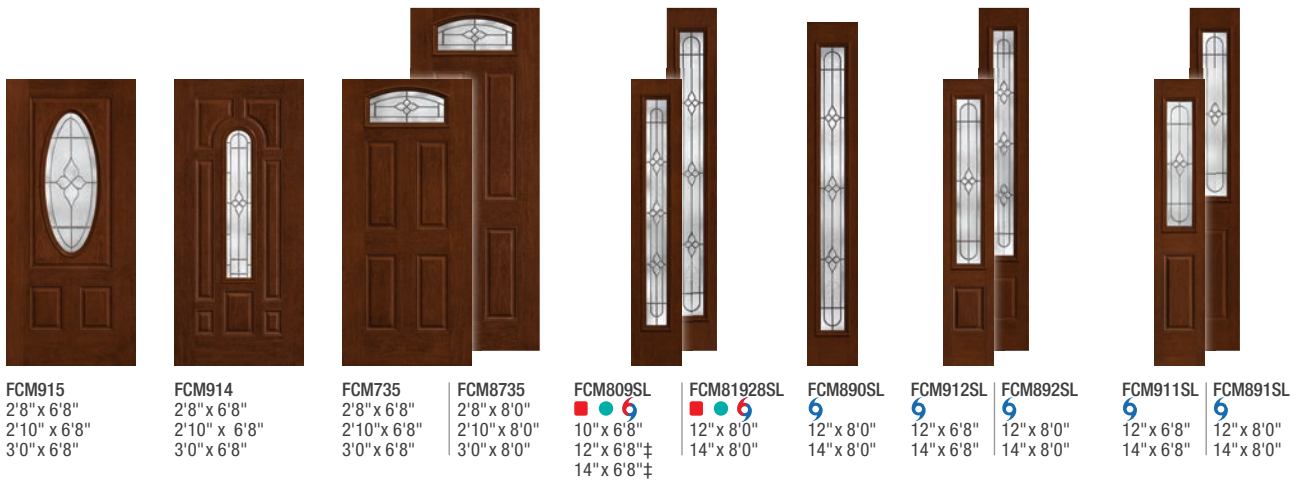 FCM915
2'8" x 6'8"
2'10" x 6'8"
3'0" x 6'8"
FCM914
2'8" x 6'8"
2'10" x 6'8"
3'0" x 6'8"
FCM735
2'8" x 6'8"
2'10"x 6'8"
3'0" x 6'8"
FCM8735
2'8" x 8'0"
2'10" x 8'0"
3'0" x 8'0"
FCM809SL
10" x 6'8"
12" x 6'8"‡
14" x 6'8"‡
FCM81928SL
12" x 8'0"
14" x 8'0"
FCM890SL
12" x 8'0"
14" x 8'0"
FCM912SL
12" x 6'8"
14" x 6'8"
FCM892SL
12" x 8'0"
14" x 8'0"
FCM911SL
12" x 6'8"
14" x 6'8"
FCM891SL
12" x 8'0"
14" x 8'0"